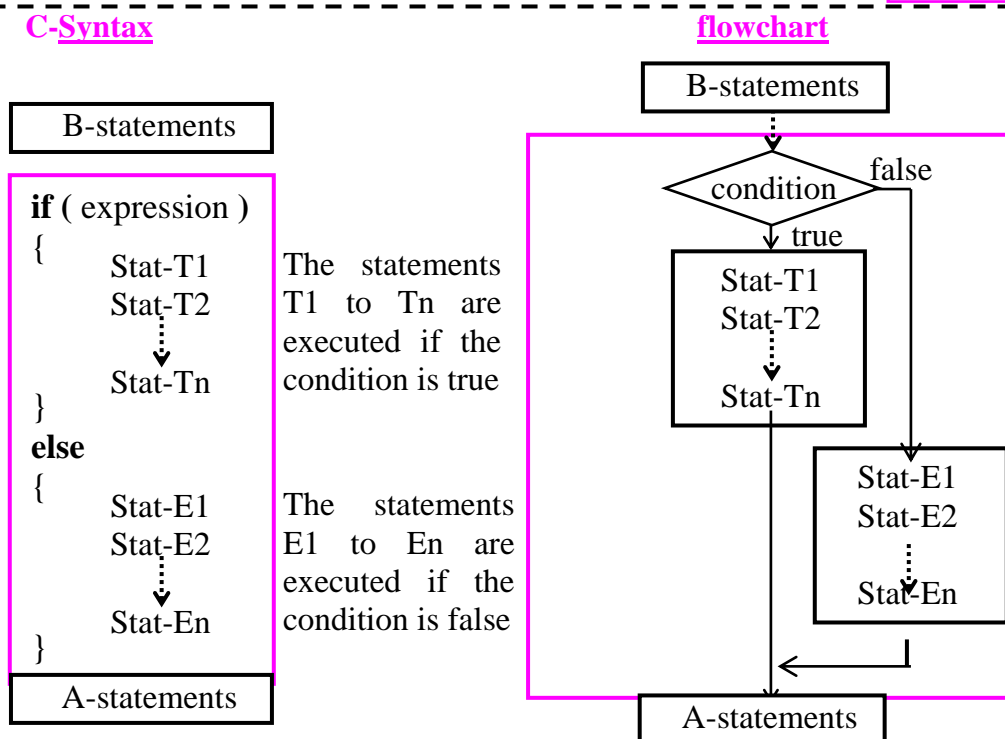 C-Syntax
B-statements
if ( expression )
{
Stat-T1
Stat-T2
Stat-Tn
}
else
{
Stat-E1
Stat-E2
Stat-En
}
A-statements
The statements
T1 to Tn are
executed if the
condition is true
The statements
E1 to En are
executed if the
condition is false
flowchart
B-statements
condition
false
true
Stat-T1
Stat-T2
Stat-Tn
Stat-E1
Stat-E2
Stat-En
A-statements